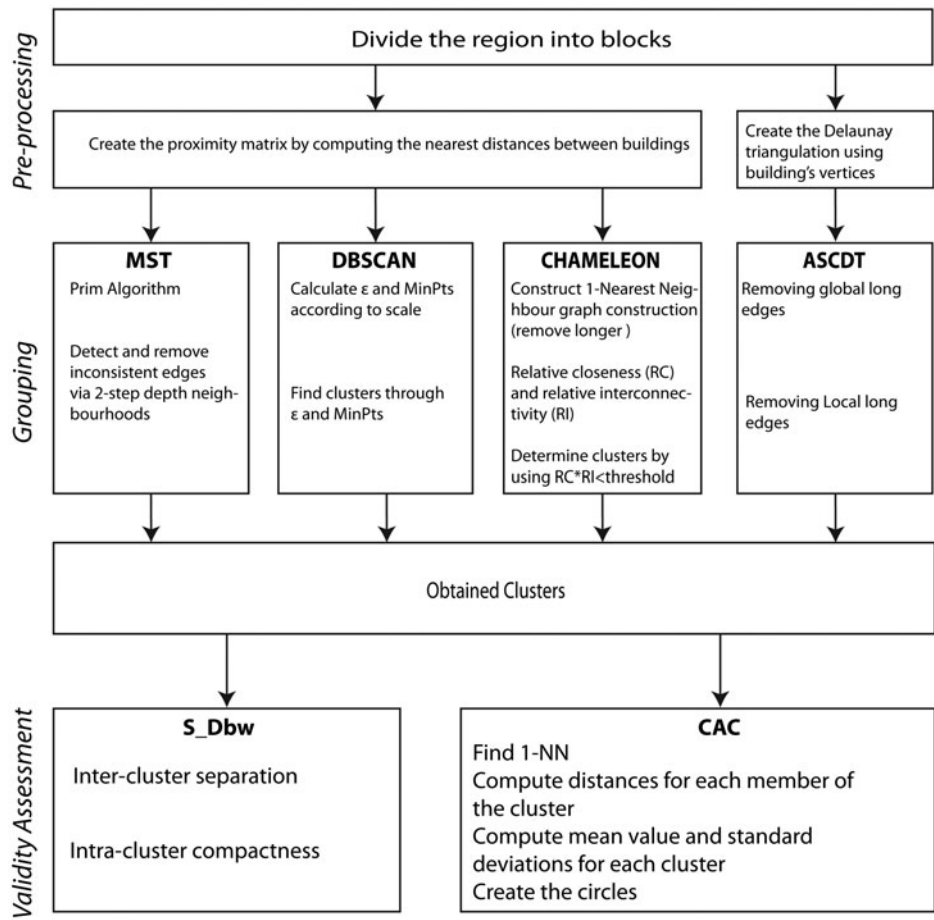 Pre-processing
Divide the region into blocks
Create the proximity matrix by computing the nearest distances between buildings
Create the Delaunay
triangulation using
building's vertices
Grouping
MST
Prim Algorithm
Detect and remove
inconsistent edges
via 2-step depth neigh-
bourhoods
DBSCAN
Calculate ε and MinPts
according to scale
Find clusters through
ε and MinPts
CHAMELEON
Construct 1-Nearest Neig-
hbour graph construction
(remove longer )
Relative closeness (RC)
and relative interconnec-
tivity (RI)
Determine clusters by
using RC*RI<threshold
ASCDT
Removing global long
edges
Removing Local long
edges
Obtained Clusters
Validity Assessment
S_Dbw
Inter-cluster separation
Intra-cluster compactness
CAC
Find 1-NN
Compute distances for each member of
the cluster
Compute mean value and standard
deviations for each cluster
Create the circles